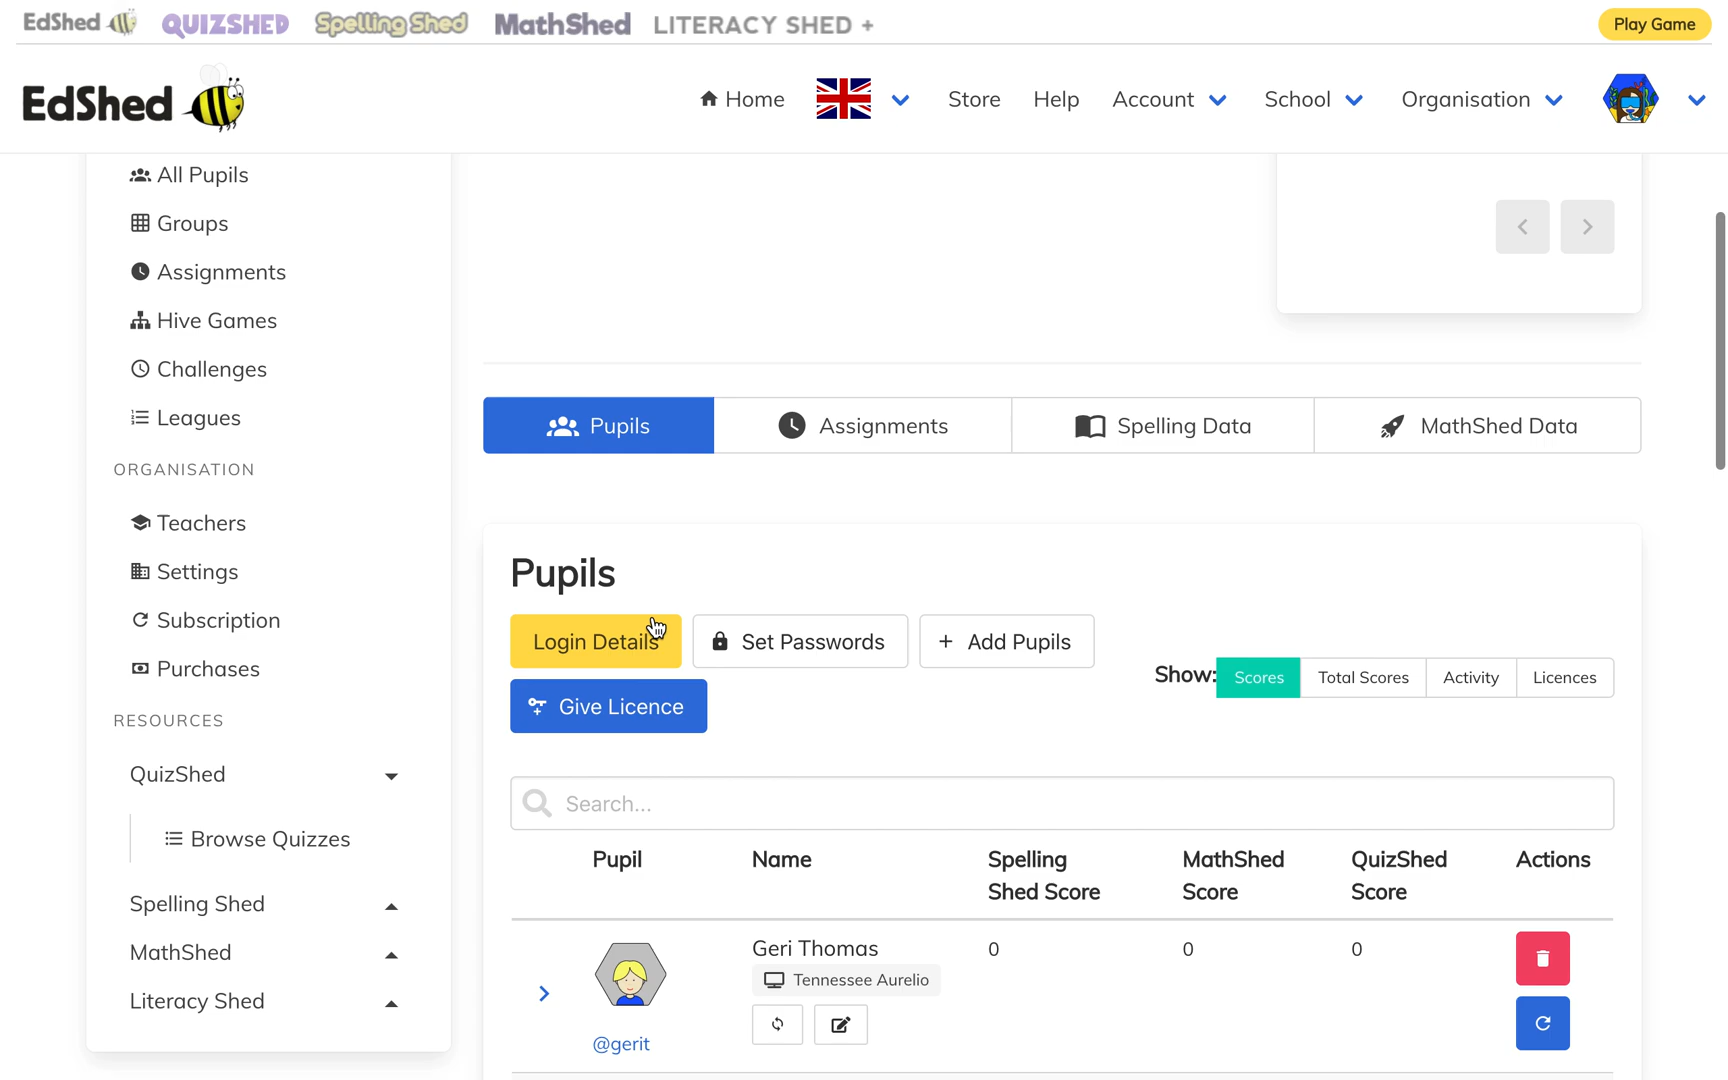 EdShed QUIZSHED Spelling Shed MathShed LITERACY SHED + Play Game
EdShed Home Store Help Account School Organisation
All Pupils
Groups
Assignments
Hive Games
Challenges
Leagues
Pupils Assignments Spelling Data MathShed Data
ORGANISATION
Teachers
Settings
Subscription
Purchases
RESOURCES
QuizShed
Browse Quizzes
Spelling Shed
MathShed
Literacy Shed
Pupils
Login Details Set Passwords + Add Pupils
Give Licence
Show: Scores Total Scores Activity Licences
Search...
Pupil Name Spelling Shed Score MathShed Score QuizShed Score Actions
Geri Thomas 0 0 0
Tennessee Aurelio
@gerit